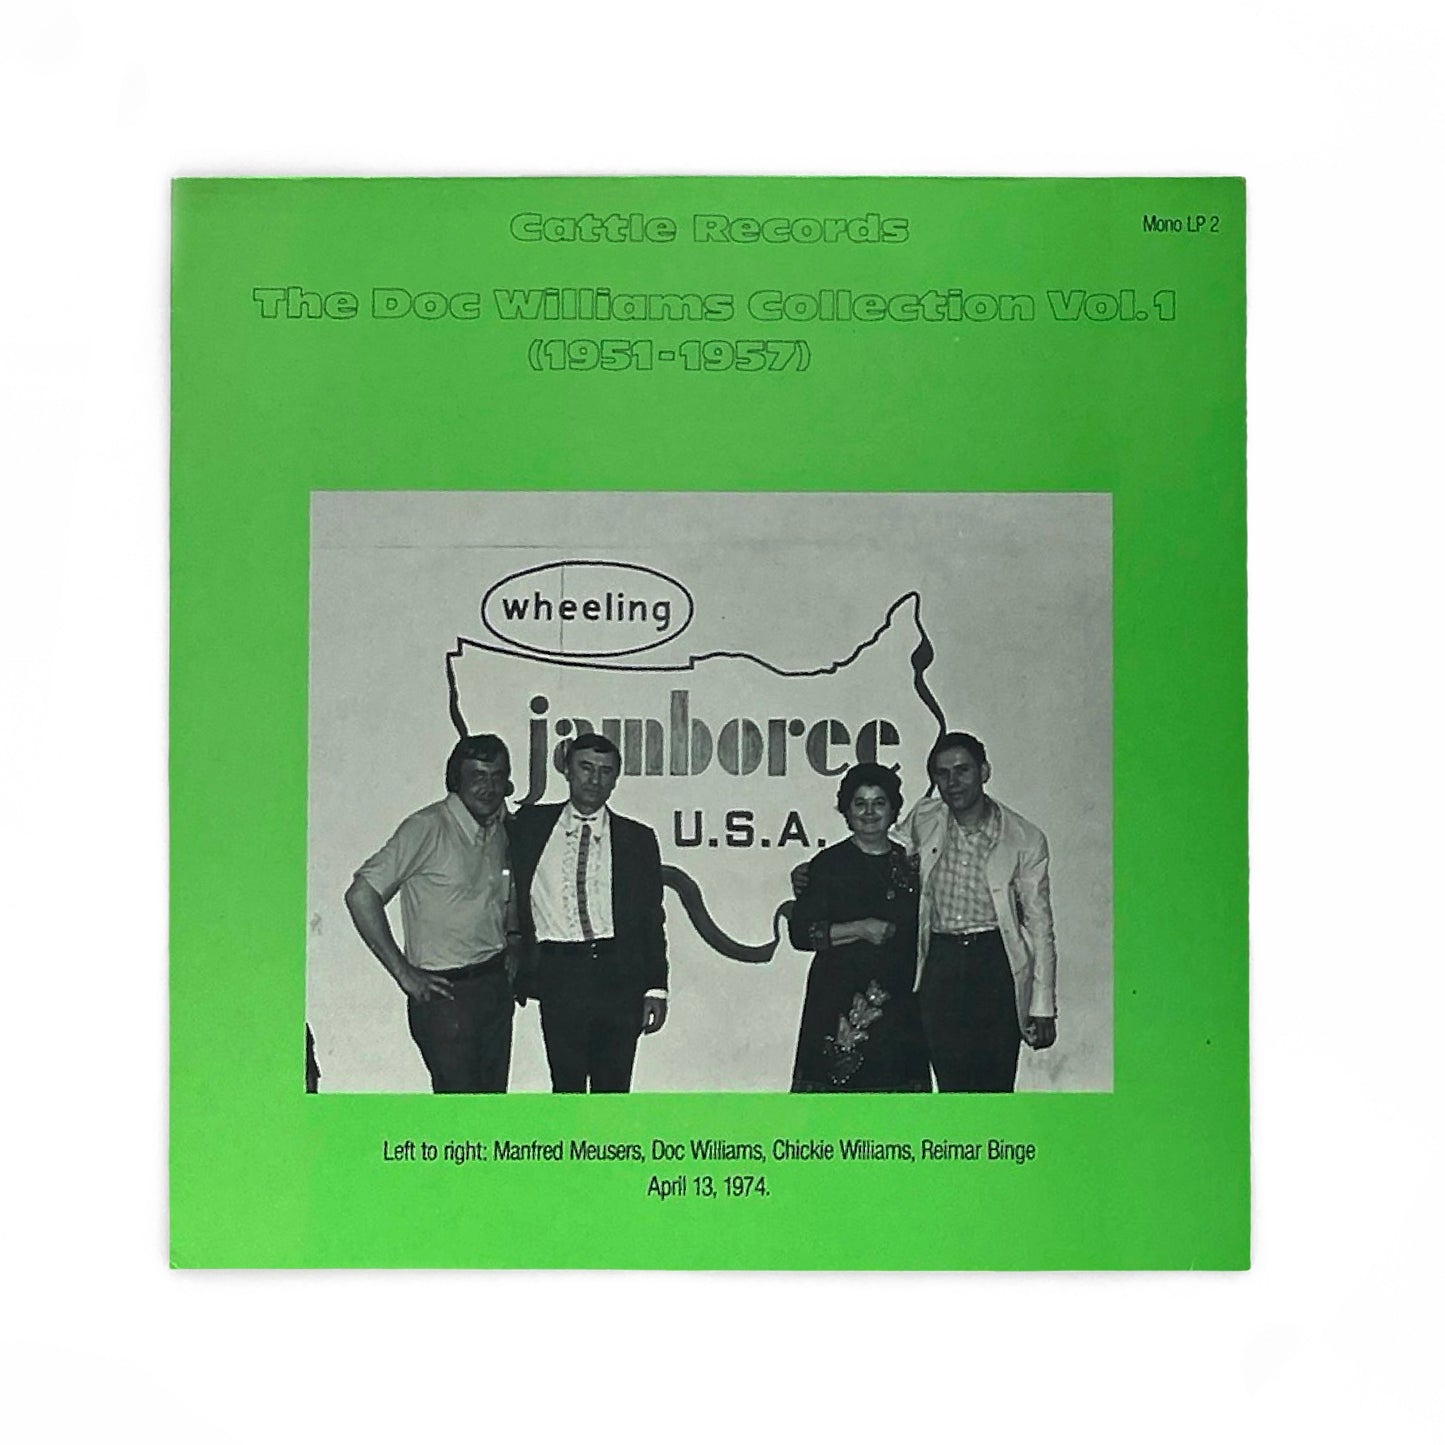 Cattle Records
Mono LP 2
The Doc Williams Collection Vol. 1
(1951-1957)
wheeling
jamboree
U.S.A.
Left to right: Manfred Meusers, Doc Williams, Chickie Williams, Reimar Binge
April 13, 1974.